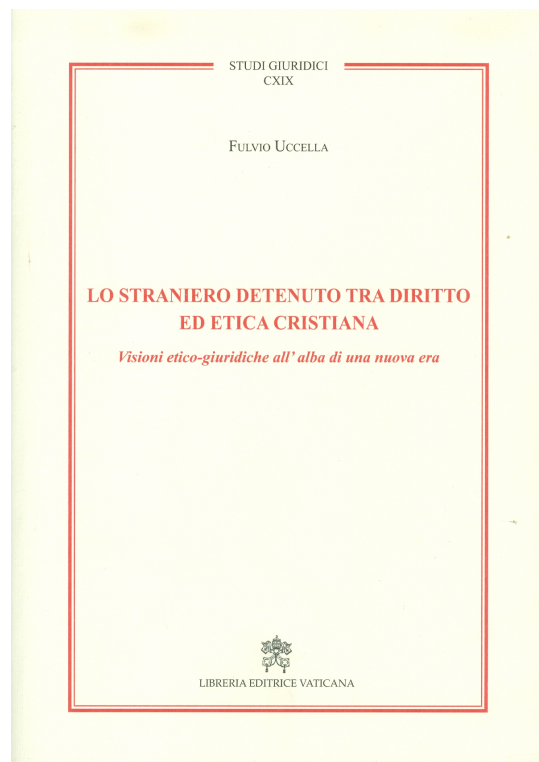 STUDI GIURIDICI
CXIX
Fulvio Uccella
LO STRANIERO DETENUTO TRA DIRITTO
ED ETICA CRISTIANA
Visioni etico-giuridiche all'alba di una nuova era
LIBRERIA EDITRICE VATICANA